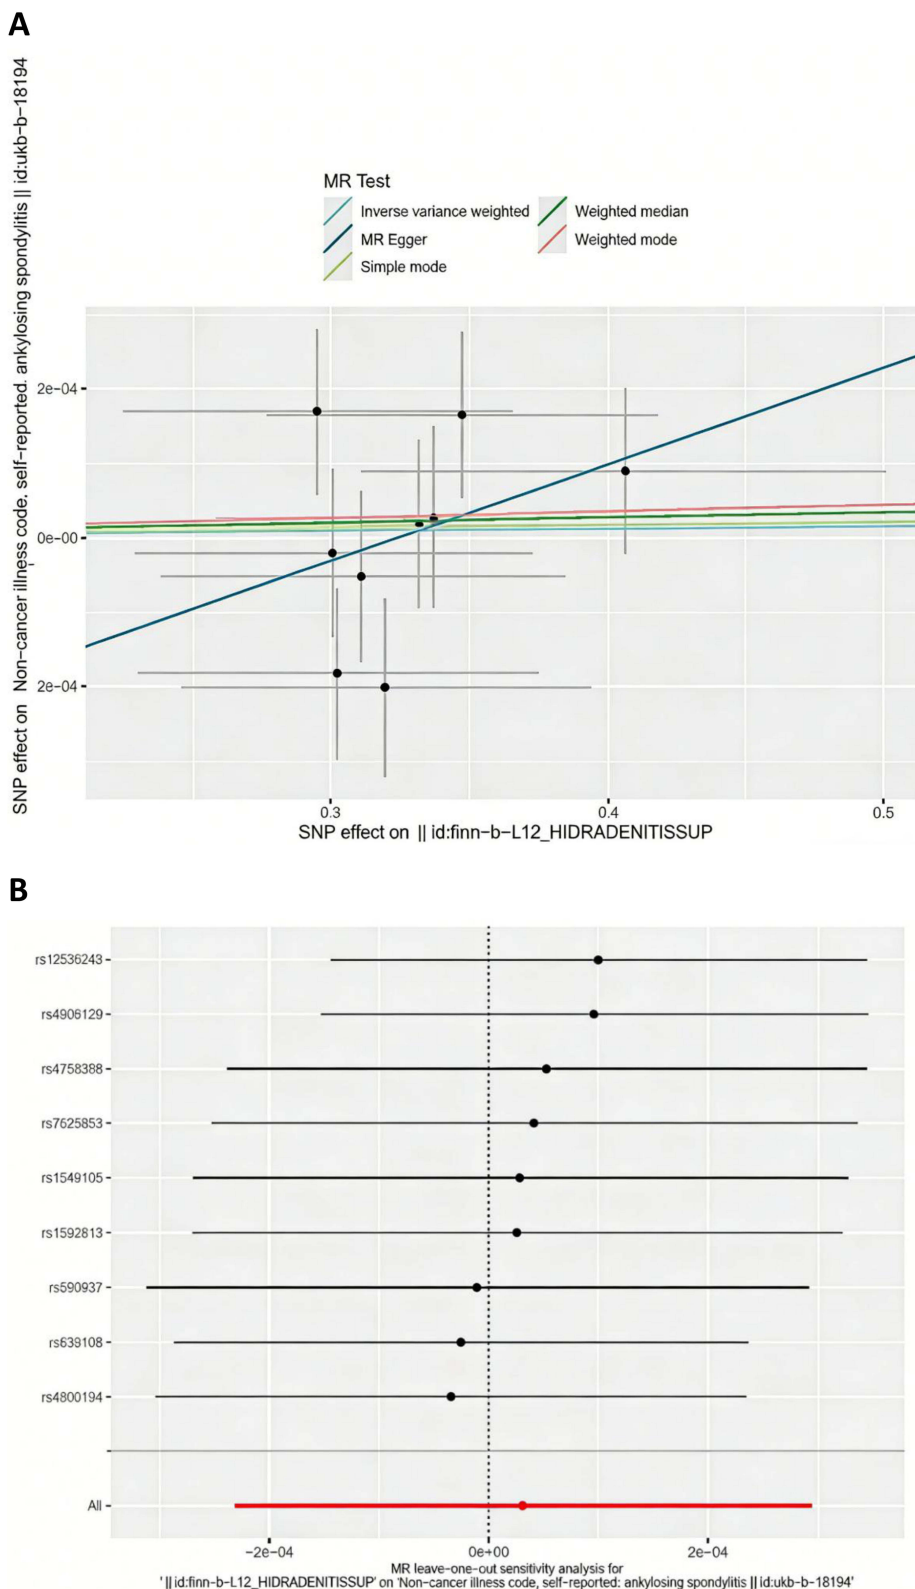 A
SNP effect on Non-cancer illness code. self-reported. ankylosing spondylitis || id:ukb-b-18194
MR Test
Inverse variance weighted
Weighted median
MR Egger
Weighted mode
Simple mode
2e-04
0e-00
2e-04
0.3
0.4
0.5
SNP effect on || id:finn-b-L12_HIDRADENITISSUP
B
rs12536243
rs4906129
rs4758388
rs7625853
rs1549105
rs1592813
rs590937
rs639108
rs4800194
All
-2e-04
0e+00
2e-04
MR leave-one-out sensitivity analysis for
' || id:finn-b-L12_HIDRADENITISSUP' on 'Non-cancer illness code, self-reported: ankylosing spondylitis || id:ukb-b-18194'